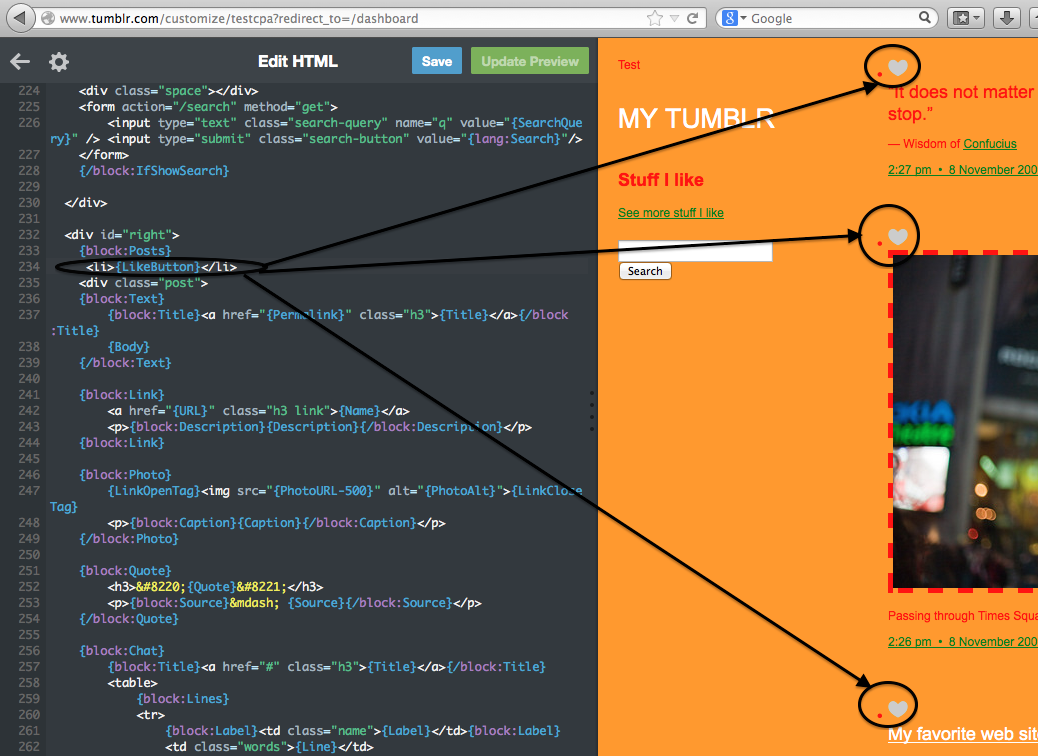 www.tumblr.com/customize/testcpa?redirect_to=/dashboard
Google
Edit HTML
Save
Update Preview
224 <div class="space"></div>
225 <form action="/search" method="get">
226 <input type="text" class="search-query" name="q" value="{SearchQue
ry}" /> <input type="submit" class="search-button" value="{lang:Search}"/>
227 </form>
228 {/block:IfShowSearch}
229
230 </div>
231
232 <div id="right">
233 {block:Posts}
234 <li>{LikeButton}</li>
235 <div class="post">
236 {block:Text}
237 {block:Title}<a href="{Permalink}" class="h3">{Title}</a>{/block
:Title}
238 {Body}
239 {/block:Text}
240
241 {block:Link}
242 <a href="{URL}" class="h3 link">{Name}</a>
243 <p>{block:Description}{Description}{/block:Description}</p>
244 {block:Link}
245
246 {block:Photo}
247 {LinkOpenTag}<img src="{PhotoURL-500}" alt="{PhotoAlt}">{LinkClose
Tag}
248 <p>{block:Caption}{Caption}{/block:Caption}</p>
249 {/block:Photo}
250
251 {block:Quote}
252 <h3>&#8220;{Quote}&#8221;</h3>
253 <p>{block:Source}&mdash; {Source}{/block:Source}</p>
254 {/block:Quote}
255
256 {block:Chat}
257 {block:Title}<a href="#" class="h3">{Title}</a>{/block:Title}
258 <table>
259 {block:Lines}
260 <tr>
261 {block:Label}<td class="name">{Label}</td>{block:Label}
262 <td class="words">{Line}</td>
Test
MY TUMBLR
Stuff I like
See more stuff I like
Search
"It does not matter
stop."
— Wisdom of Confucius
2:27 pm • 8 November 200
Passing through Times Squa
2:26 pm • 8 November 200
My favorite web site